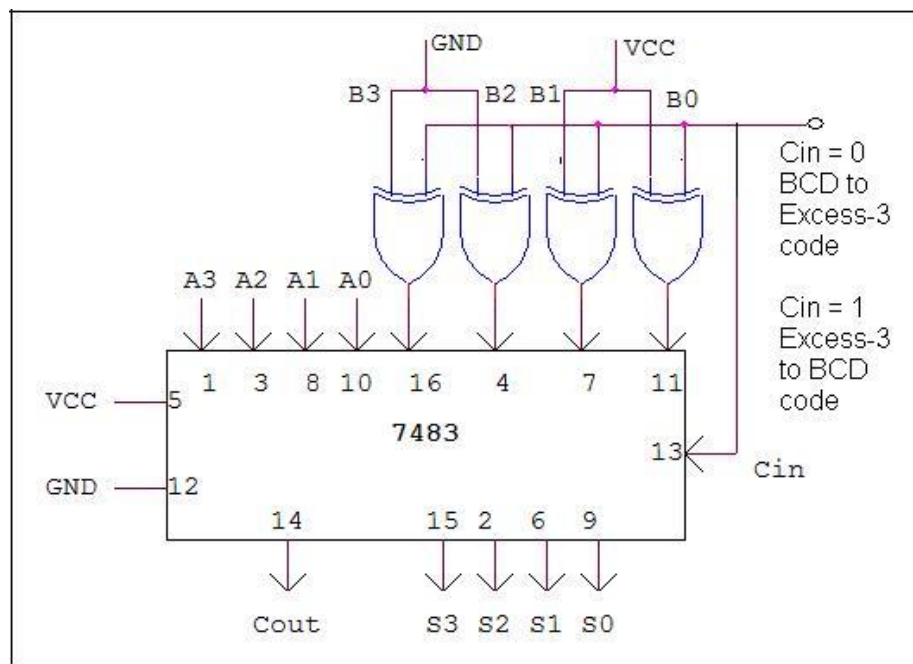 GND
VCC
B3
B2
B1
B0
Cin = 0
BCD to
Excess-3
code
Cin = 1
Excess-3
to BCD
code
A3 A2 A1 A0
1 3 8 10 16 4 7 11
VCC
5
7483
13
Cin
GND
12
14 15 2 6 9
Cout S3 S2 S1 S0